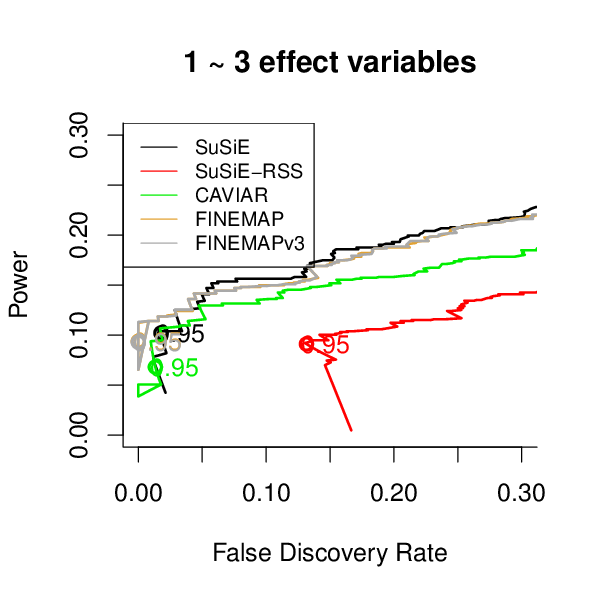 1 ~ 3 effect variables
SuSiE
SuSiE−RSS
CAVIAR
FINEMAP
FINEMAPv3
Power
0.00
0.10
0.20
0.30
.95
.95
.95
0.00
0.10
0.20
0.30
False Discovery Rate